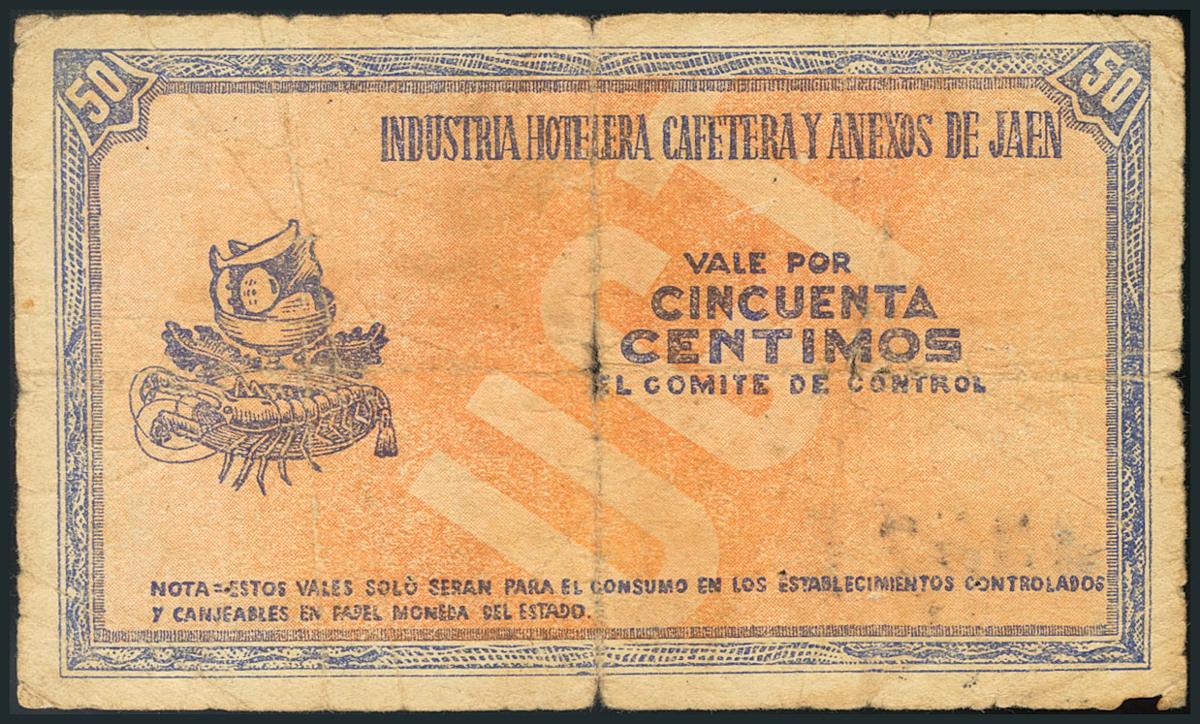 50
50
INDUSTRIA HOTELERA CAFETERA Y ANEXOS DE JAEN
VALE POR
CINCUENTA
CENTIMOS
EL COMITE DE CONTROL
NOTA=ESTOS VALES SOLO SERAN PARA EL CONSUMO EN LOS ESTABLECIMIENTOS CONTROLADOS
Y CANJEABLES EN PAPEL MONEDA DEL ESTADO.